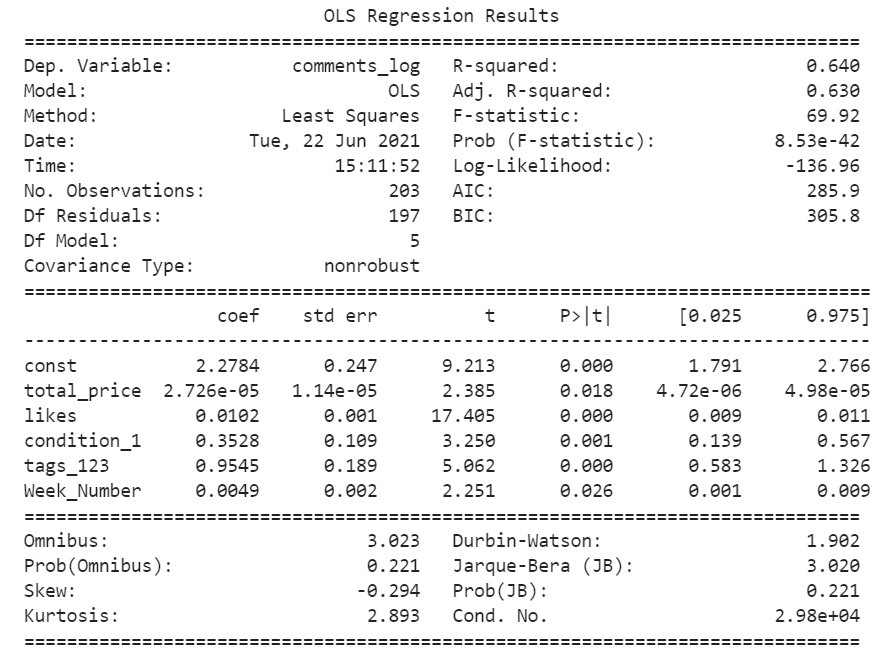 OLS Regression Results
==============================================================================
Dep. Variable:           comments_log   R-squared:                       0.640
Model:                            OLS   Adj. R-squared:                  0.630
Method:                 Least Squares   F-statistic:                     69.92
Date:                Tue, 22 Jun 2021   Prob (F-statistic):           8.53e-42
Time:                        15:11:52   Log-Likelihood:                -136.96
No. Observations:                 203   AIC:                             285.9
Df Residuals:                     197   BIC:                             305.8
Df Model:                           5
Covariance Type:            nonrobust
===============================================================================
                  coef    std err          t      P>|t|      [0.025      0.975]
-------------------------------------------------------------------------------
const           2.2784      0.247      9.213      0.000       1.791       2.766
total_price  2.726e-05   1.14e-05      2.385      0.018    4.72e-06    4.98e-05
likes           0.0102      0.001     17.405      0.000       0.009       0.011
condition_1     0.3528      0.109      3.250      0.001       0.139       0.567
tags_123        0.9545      0.189      5.062      0.000       0.583       1.326
Week_Number     0.0049      0.002      2.251      0.026       0.001       0.009
==============================================================================
Omnibus:                        3.023   Durbin-Watson:                   1.902
Prob(Omnibus):                  0.221   Jarque-Bera (JB):                3.020
Skew:                          -0.294   Prob(JB):                        0.221
Kurtosis:                       2.893   Cond. No.                     2.98e+04
==============================================================================